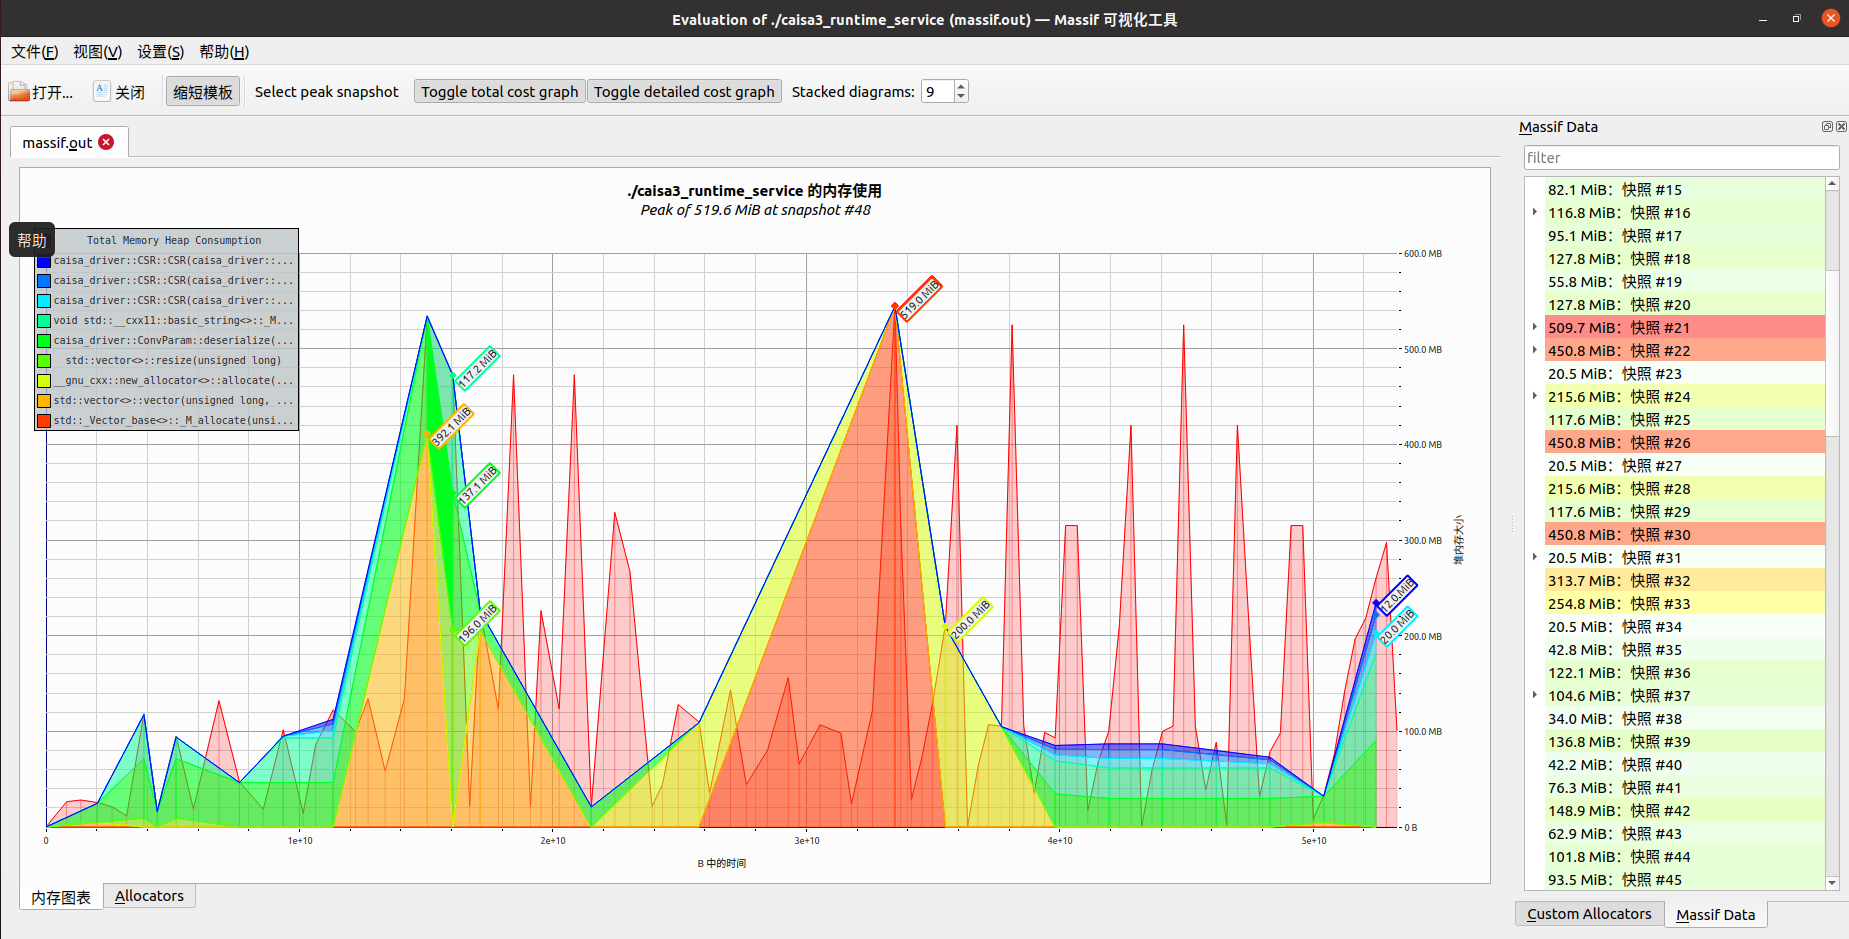 Evaluation of ./caisa3_runtime_service (massif.out) — Massif 可视化工具
文件(F) 视图(V) 设置(S) 帮助(H)
打开... 关闭 缩短模板 Select peak snapshot Toggle total cost graph Toggle detailed cost graph Stacked diagrams: 9
massif.out
./caisa3_runtime_service 的内存使用
Peak of 519.6 MiB at snapshot #48
帮助
Total Memory Heap Consumption
caisa_driver::CSR::CSR(caisa_driver::...
caisa_driver::CSR::CSR(caisa_driver::...
caisa_driver::CSR::CSR(caisa_driver::...
void std::__cxx11::basic_string<>::_M...
caisa_driver::ConvParam::deserialize(...
std::vector<>::resize(unsigned long)
__gnu_cxx::new_allocator<>::allocate(...
std::vector<>::vector(unsigned long, ...
std::_Vector_base<>::_M_allocate(unsi...
600.0 MB
500.0 MB
400.0 MB
300.0 MB
200.0 MB
100.0 MB
0 B
堆内存大小
519.0 MiB
117.2 MiB
392.1 MiB
137.1 MiB
196.0 MiB
200.0 MiB
12.0 MiB
20.0 MiB
0 1e+10 2e+10 3e+10 4e+10 5e+10
B 中的时间
内存图表 Allocators
Massif Data
filter
82.1 MiB：快照 #15
116.8 MiB：快照 #16
95.1 MiB：快照 #17
127.8 MiB：快照 #18
55.8 MiB：快照 #19
127.8 MiB：快照 #20
509.7 MiB：快照 #21
450.8 MiB：快照 #22
20.5 MiB：快照 #23
215.6 MiB：快照 #24
117.6 MiB：快照 #25
450.8 MiB：快照 #26
20.5 MiB：快照 #27
215.6 MiB：快照 #28
117.6 MiB：快照 #29
450.8 MiB：快照 #30
20.5 MiB：快照 #31
313.7 MiB：快照 #32
254.8 MiB：快照 #33
20.5 MiB：快照 #34
42.8 MiB：快照 #35
122.1 MiB：快照 #36
104.6 MiB：快照 #37
34.0 MiB：快照 #38
136.8 MiB：快照 #39
42.2 MiB：快照 #40
76.3 MiB：快照 #41
148.9 MiB：快照 #42
62.9 MiB：快照 #43
101.8 MiB：快照 #44
93.5 MiB：快照 #45
Custom Allocators Massif Data